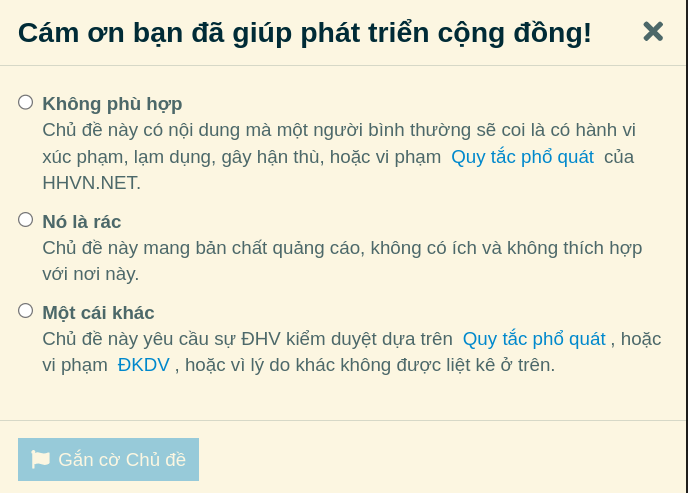 Cám ơn bạn đã giúp phát triển cộng đồng!
Không phù hợp
Chủ đề này có nội dung mà một người bình thường sẽ coi là có hành vi
xúc phạm, lạm dụng, gây hận thù, hoặc vi phạm Quy tắc phổ quát của
HHVN.NET.
Nó là rác
Chủ đề này mang bản chất quảng cáo, không có ích và không thích hợp
với nơi này.
Một cái khác
Chủ đề này yêu cầu sự ĐHV kiểm duyệt dựa trên Quy tắc phổ quát , hoặc
vi phạm ĐKDV , hoặc vì lý do khác không được liệt kê ở trên.
Gắn cờ Chủ đề